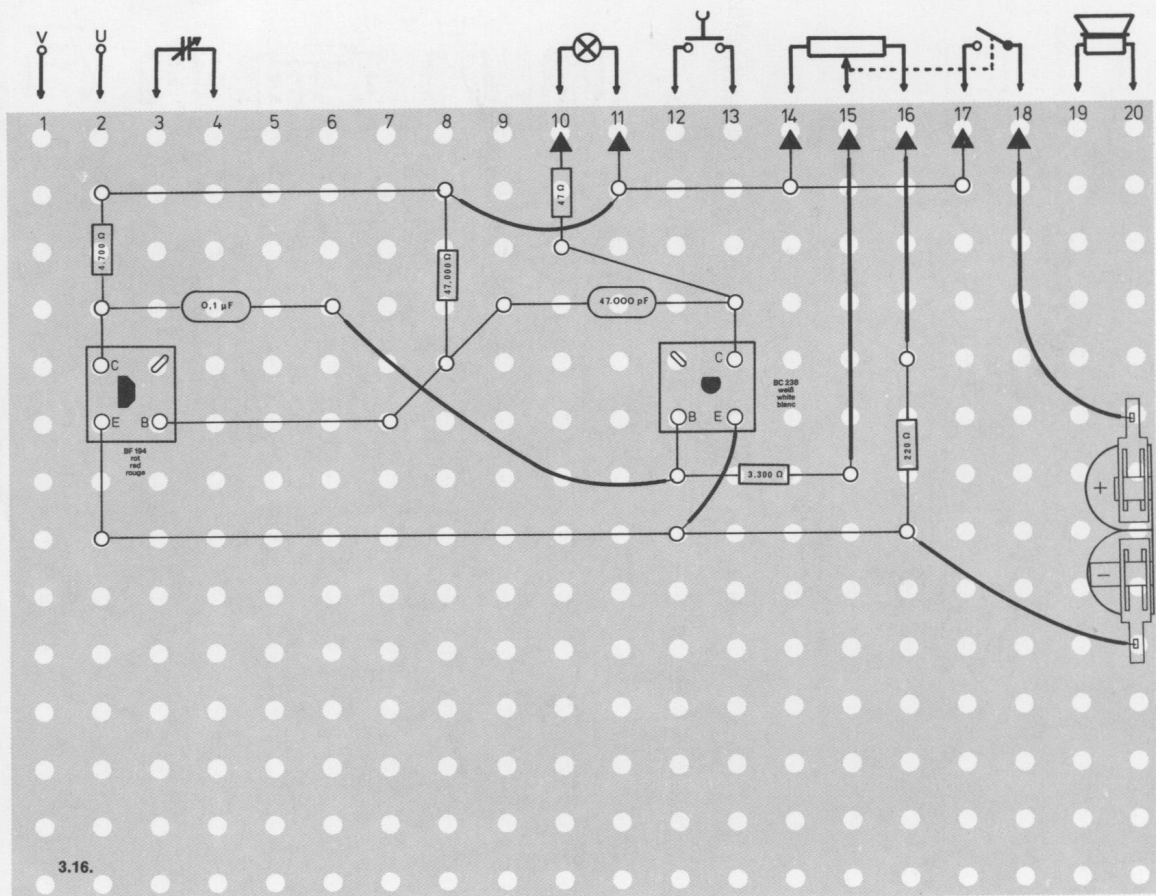 V U
1 2 3 4 5 6 7 8 9 10 11 12 13 14 15 16 17 18 19 20
47 Ω
4.700 Ω
47.000 Ω
0,1 µF
47.000 pF
C
C
BC 238
weiß
white
blanc
E B
B E
BF 194
rot
red
rouge
220 Ω
3.300 Ω
+
−
3.16.